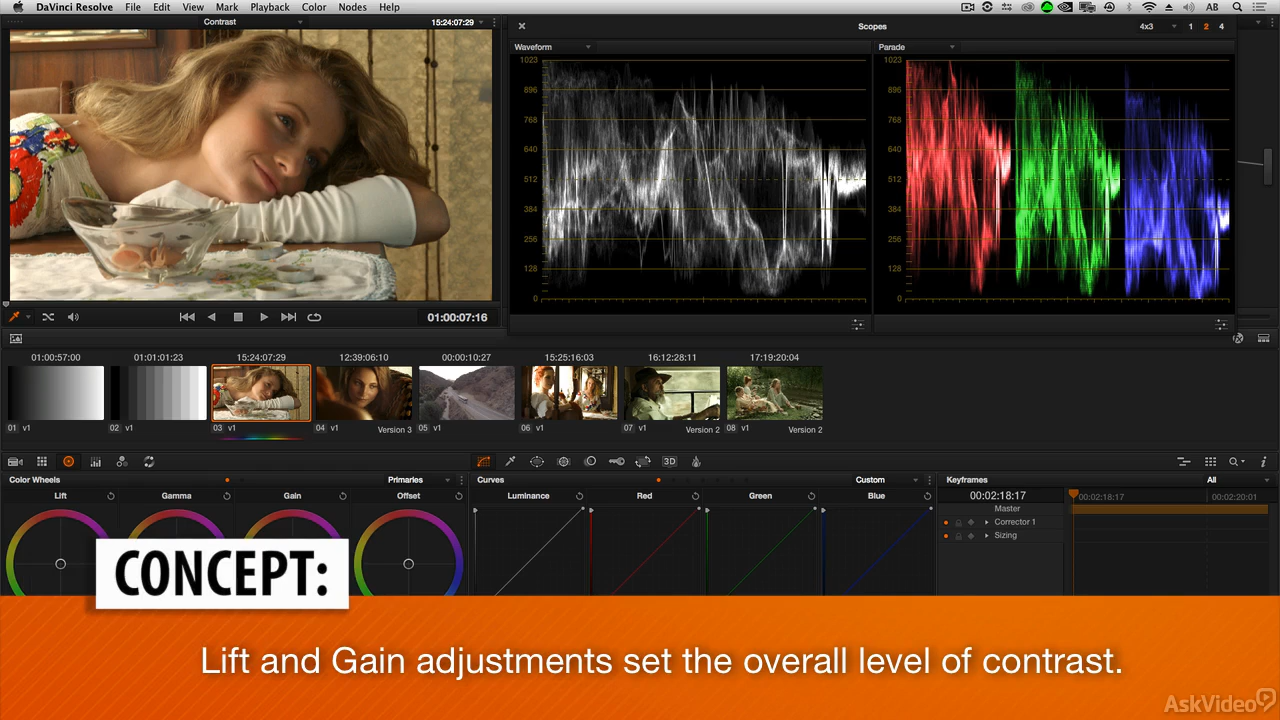 DaVinci Resolve File Edit View Mark Playback Color Nodes Help AB
Contrast 15:24:07:29
Scopes 4x3 1 2 4
Waveform
Parade
1023
896
768
640
512
384
256
128
0
1023
896
768
640
512
384
256
128
0
01:00:07:16
01:00:57:00 01:01:01:23 15:24:07:29 12:39:06:10 00:00:10:27 15:25:16:03 16:12:28:11 17:19:20:04
01 v1 02 v1 03 v1 04 v1 Version 3 05 v1 06 v1 07 v1 Version 2 08 v1 Version 2
3D
Color Wheels Primaries
Lift Gamma Gain Offset
Curves Custom
Luminance Red Green Blue
Keyframes All
00:02:18:17 00:02:18:17 00:02:20:01
Master
Corrector 1
Sizing
CONCEPT:
Lift and Gain adjustments set the overall level of contrast.
AskVideo